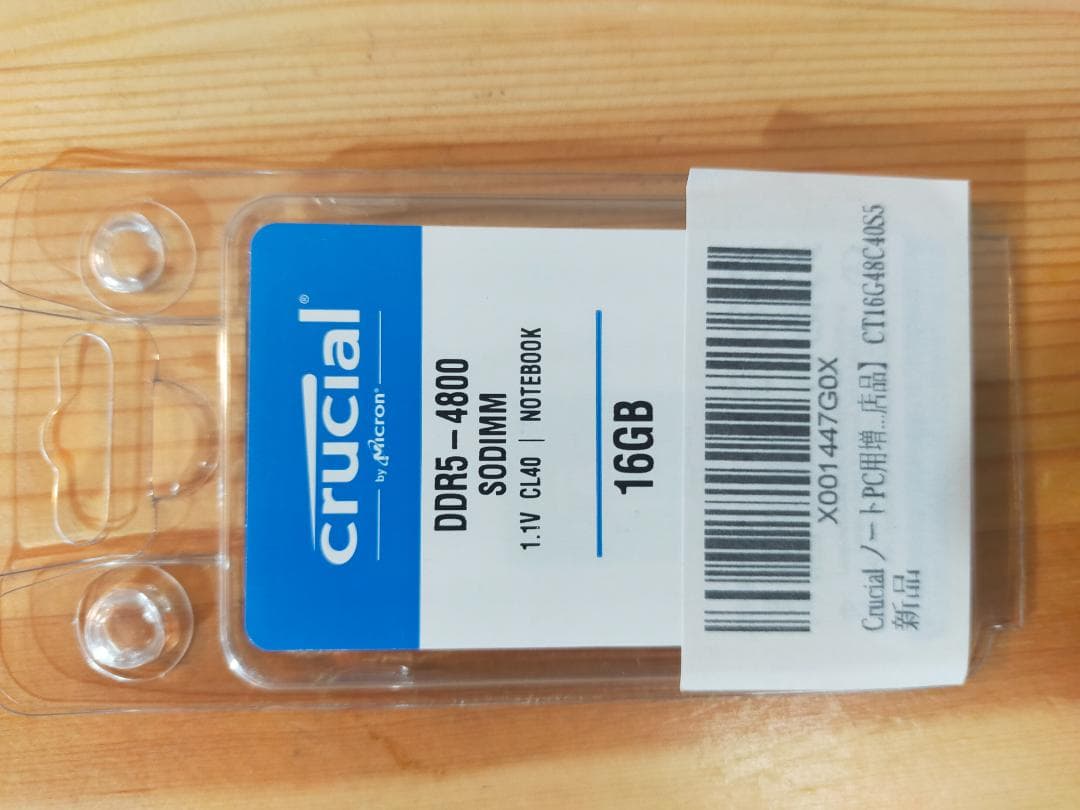 crucial®
by Micron®
DDR5-4800
SODIMM
1.1V CL40 | NOTEBOOK
16GB
X001447G0X
Crucial ノートPC用増...店品】 CT16G48C40S5
新品